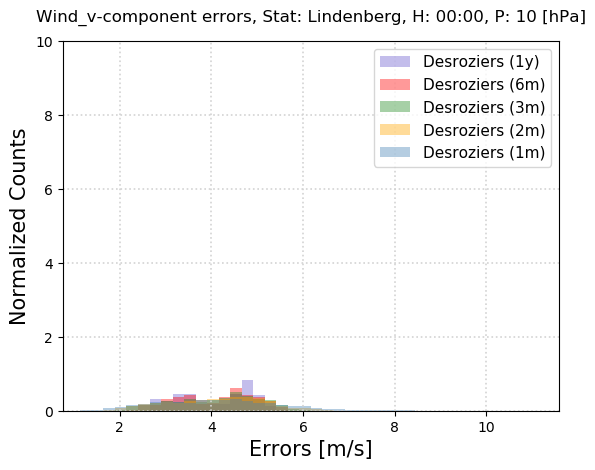 Wind_v-component errors, Stat: Lindenberg, H: 00:00, P: 10 [hPa]
10
8
6
4
2
0
Normalized Counts
Desroziers (1y)
Desroziers (6m)
Desroziers (3m)
Desroziers (2m)
Desroziers (1m)
2 4 6 8 10
Errors [m/s]